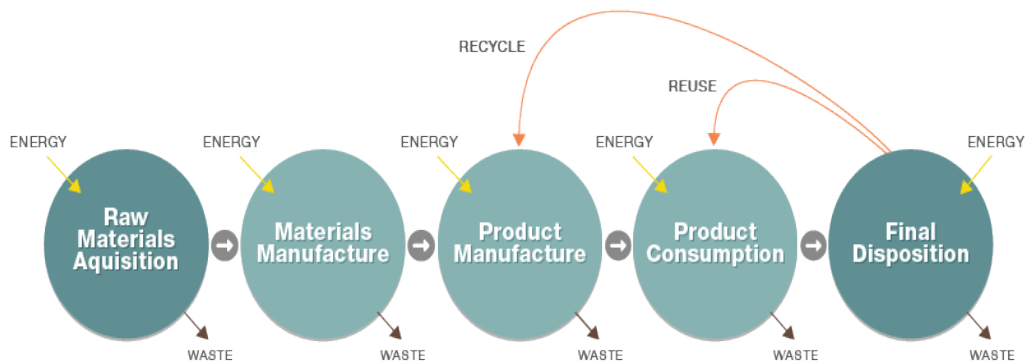 RECYCLE
REUSE
ENERGY
ENERGY
ENERGY
ENERGY
ENERGY
Raw
Materials
Aquisition
Materials
Manufacture
Product
Manufacture
Product
Consumption
Final
Disposition
WASTE
WASTE
WASTE
WASTE
WASTE